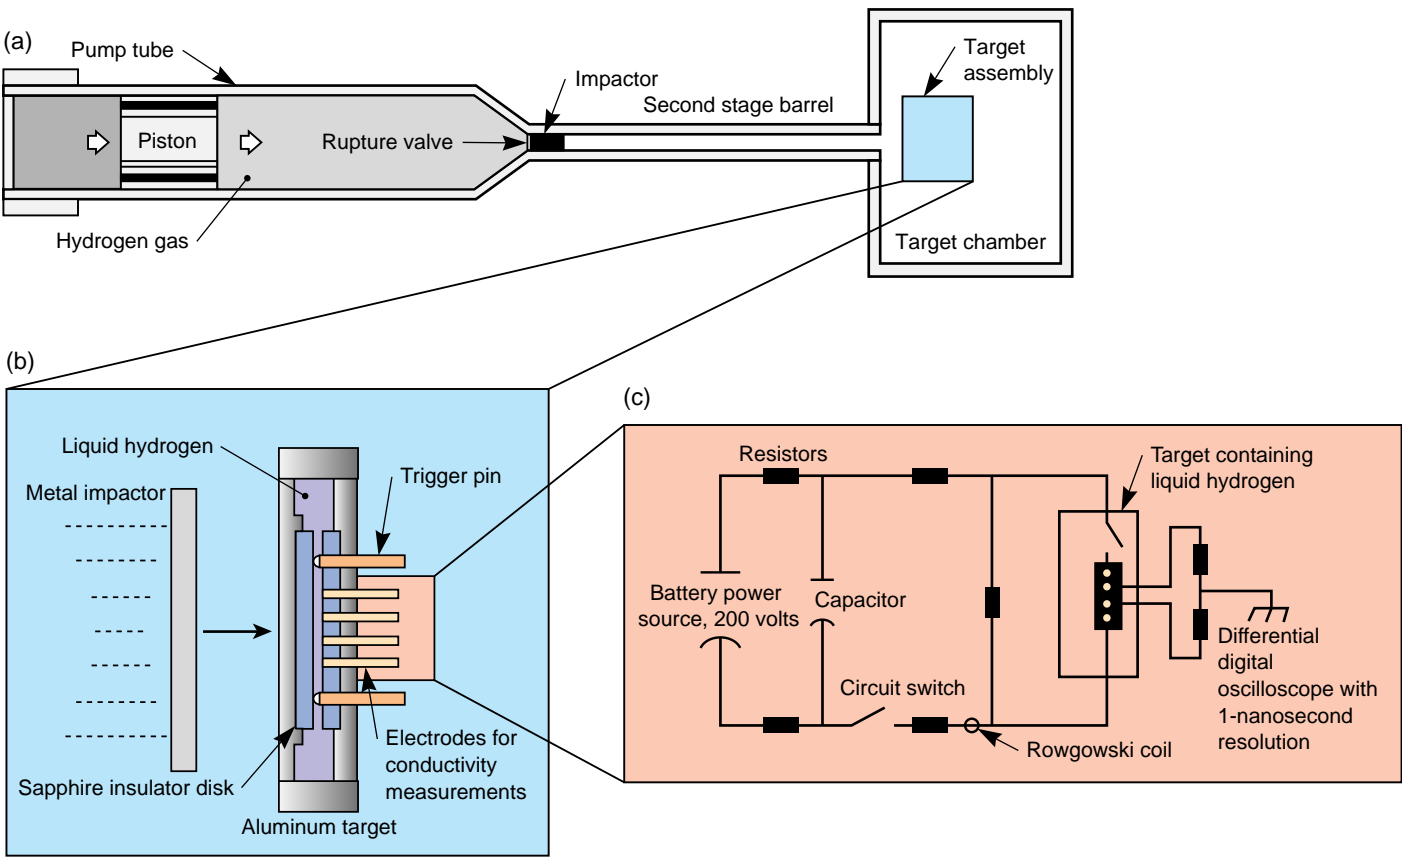 (a)
Pump tube
Impactor
Second stage barrel
Target
assembly
Piston
Rupture valve
Hydrogen gas
Target chamber
(b)
Liquid hydrogen
Metal impactor
Trigger pin
Sapphire insulator disk
Electrodes for
conductivity
measurements
Aluminum target
(c)
Resistors
Target containing
liquid hydrogen
Battery power
source, 200 volts
Capacitor
Circuit switch
Rowgowski coil
Differential
digital
oscilloscope with
1-nanosecond
resolution